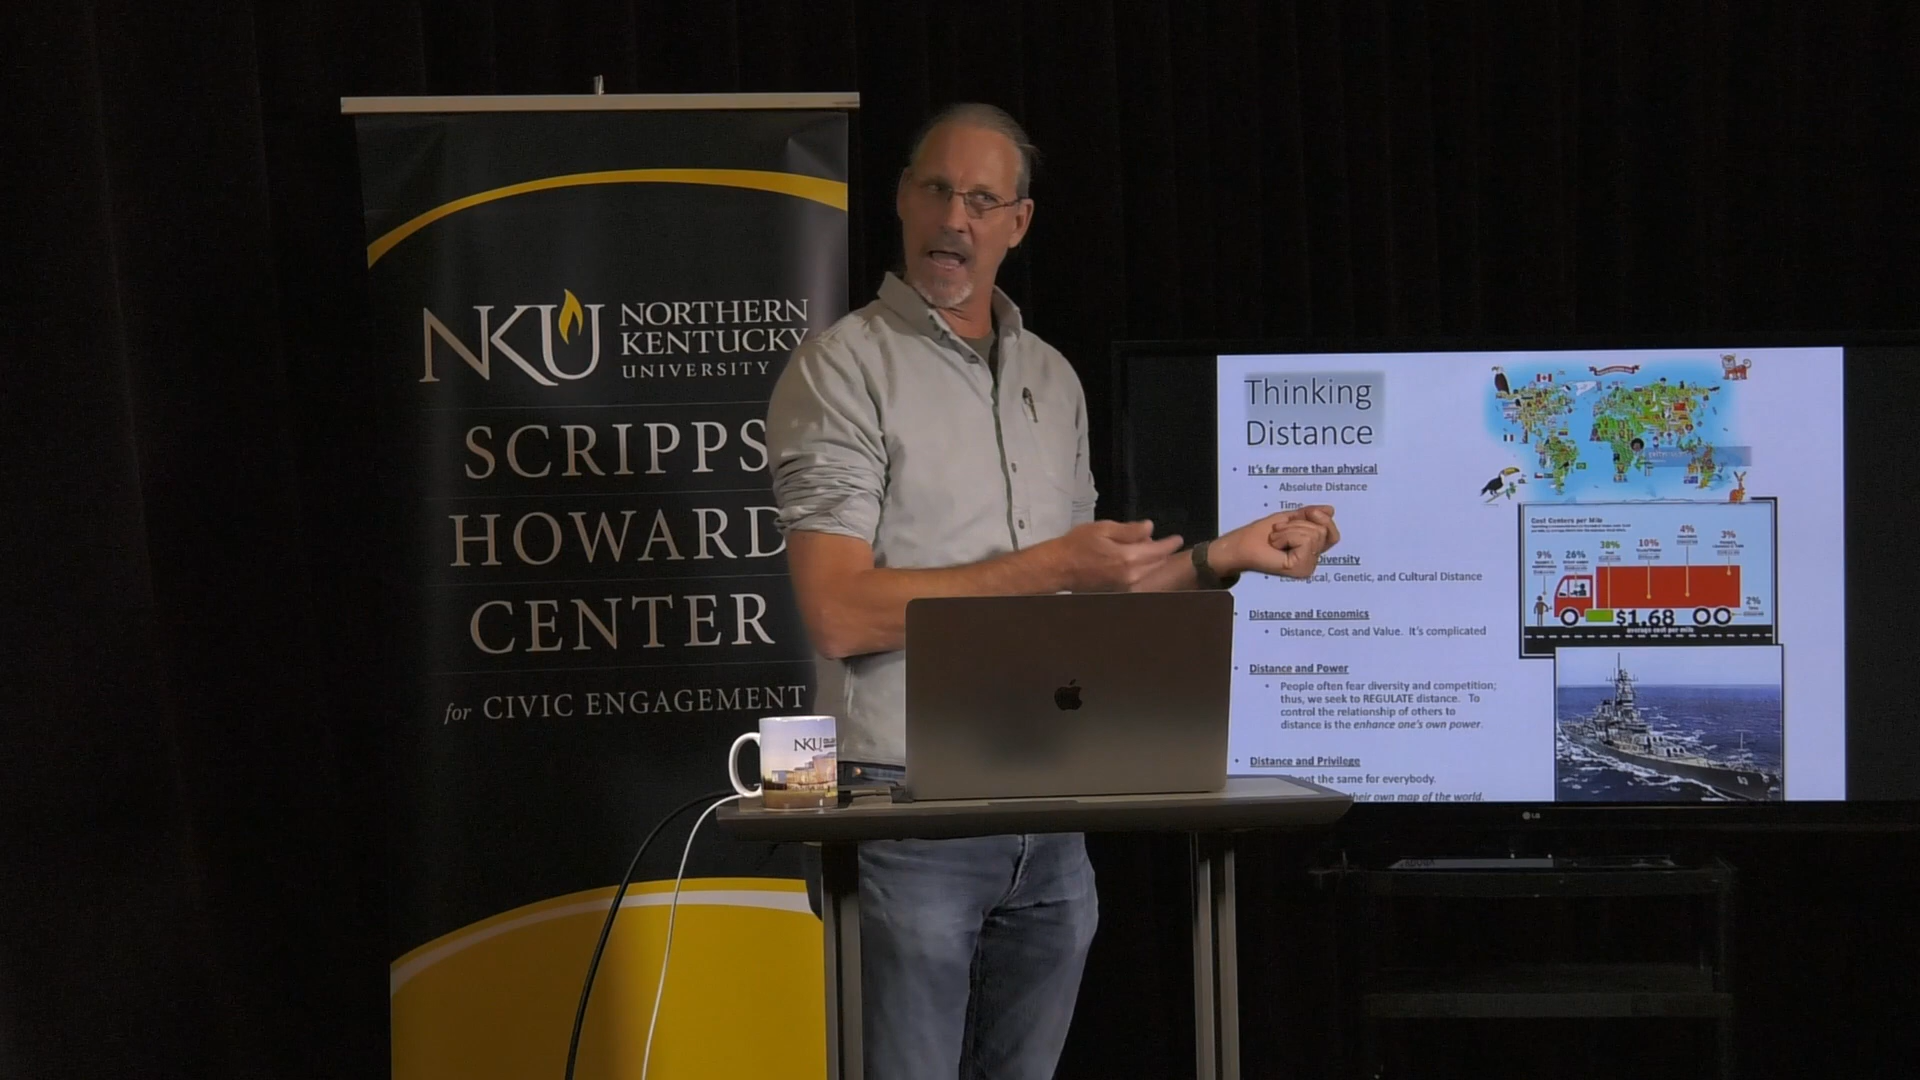 NKU NORTHERN
KENTUCKY
UNIVERSITY
SCRIPPS
HOWARD
CENTER
for CIVIC ENGAGEMENT
NKU
Thinking
Distance
• It's far more than physical
• Absolute Distance
• Time
Diversity
• Ecological, Genetic, and Cultural Distance
• Distance and Economics
• Distance, Cost and Value. It's complicated
• Distance and Power
• People often fear diversity and competition;
thus, we seek to REGULATE distance. To
control the relationship of others to
distance is the enhance one's own power.
• Distance and Privilege
not the same for everybody.
their own map of the world.
Cost Centers per Mile
9% 26% 38% 10% 4% 3%
2%
$1.68
average cost per mile
63
LG